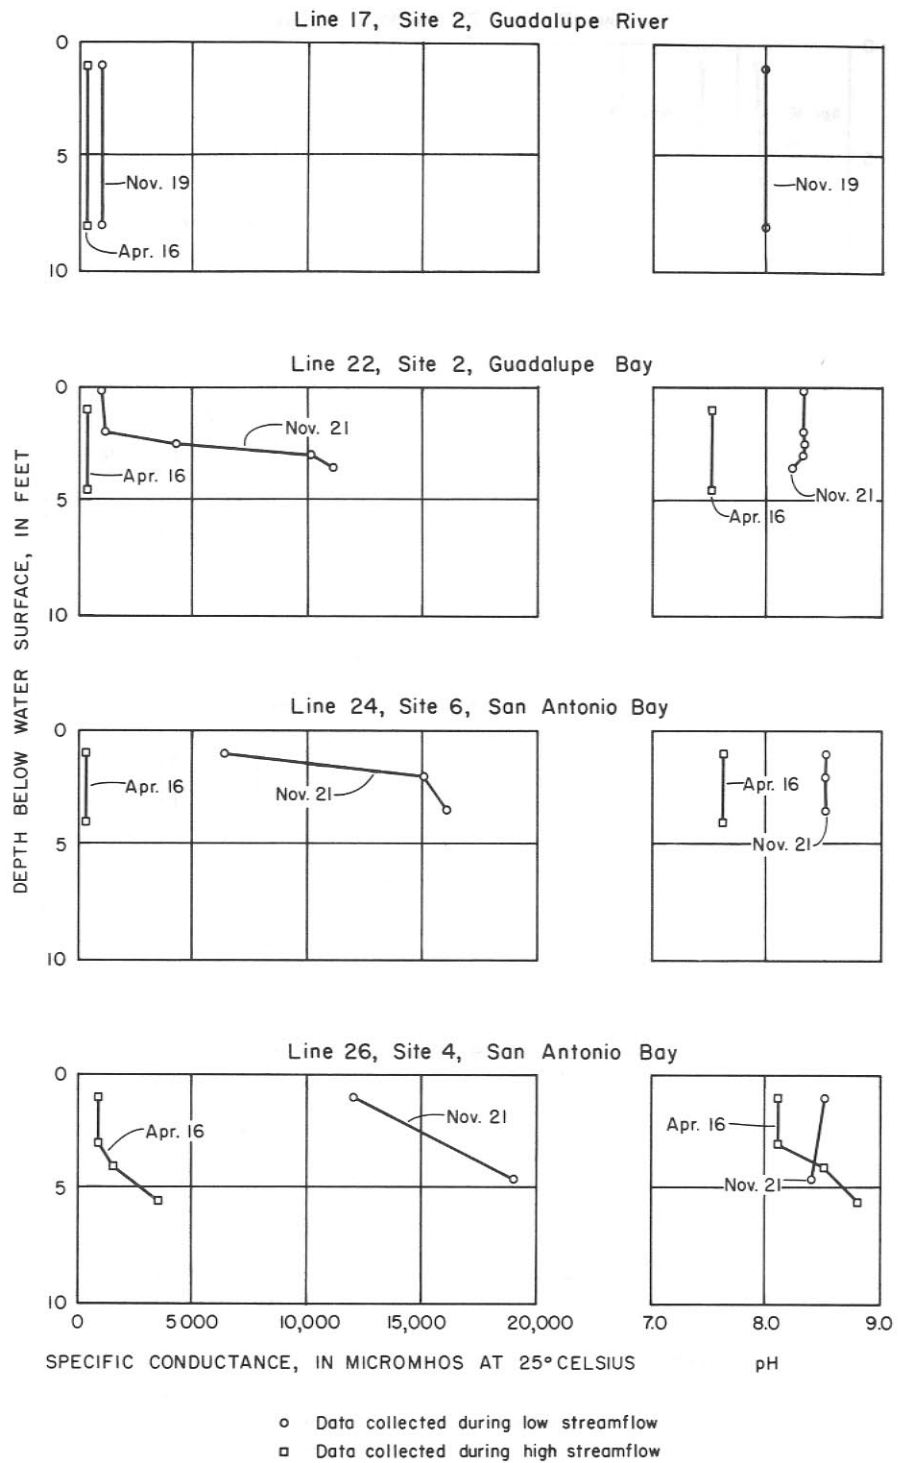 Line 17, Site 2, Guadalupe River
0
5
10
Nov. 19
Apr. 16
Nov. 19
Line 22, Site 2, Guadalupe Bay
0
5
10
Nov. 21
Apr. 16
Nov. 21
Apr. 16
DEPTH BELOW WATER SURFACE, IN FEET
Line 24, Site 6, San Antonio Bay
0
5
10
Apr. 16
Nov. 21
Apr. 16
Nov. 21
Line 26, Site 4, San Antonio Bay
0
5
10
Apr. 16
Nov. 21
Apr. 16
Nov. 21
0 5000 10,000 15,000 20,000 7.0 8.0 9.0
SPECIFIC CONDUCTANCE, IN MICROMHOS AT 25° CELSIUS pH
Data collected during low streamflow
Data collected during high streamflow